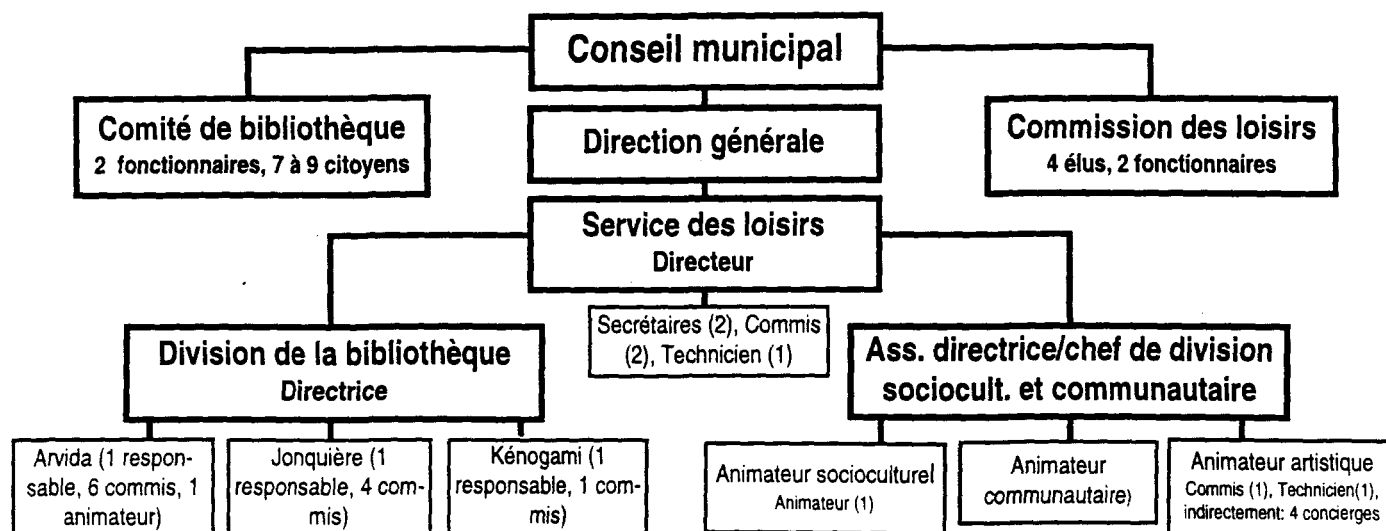 Conseil municipal
Comité de bibliothèque
2 fonctionnaires, 7 à 9 citoyens
Direction générale
Commission des loisirs
4 élus, 2 fonctionnaires
Service des loisirs
Directeur
Secrétaires (2), Commis
(2), Technicien (1)
Division de la bibliothèque
Directrice
Ass. directrice/chef de division
sociocult. et communautaire
Arvida (1 respon-
sable, 6 commis, 1
animateur)
Jonquière (1
responsable, 4 com-
mis)
Kénogami (1
responsable, 1 com-
mis)
Animateur socioculturel
Animateur (1)
Animateur
communautaire)
Animateur artistique
Commis (1), Technicien(1),
indirectement: 4 concierges